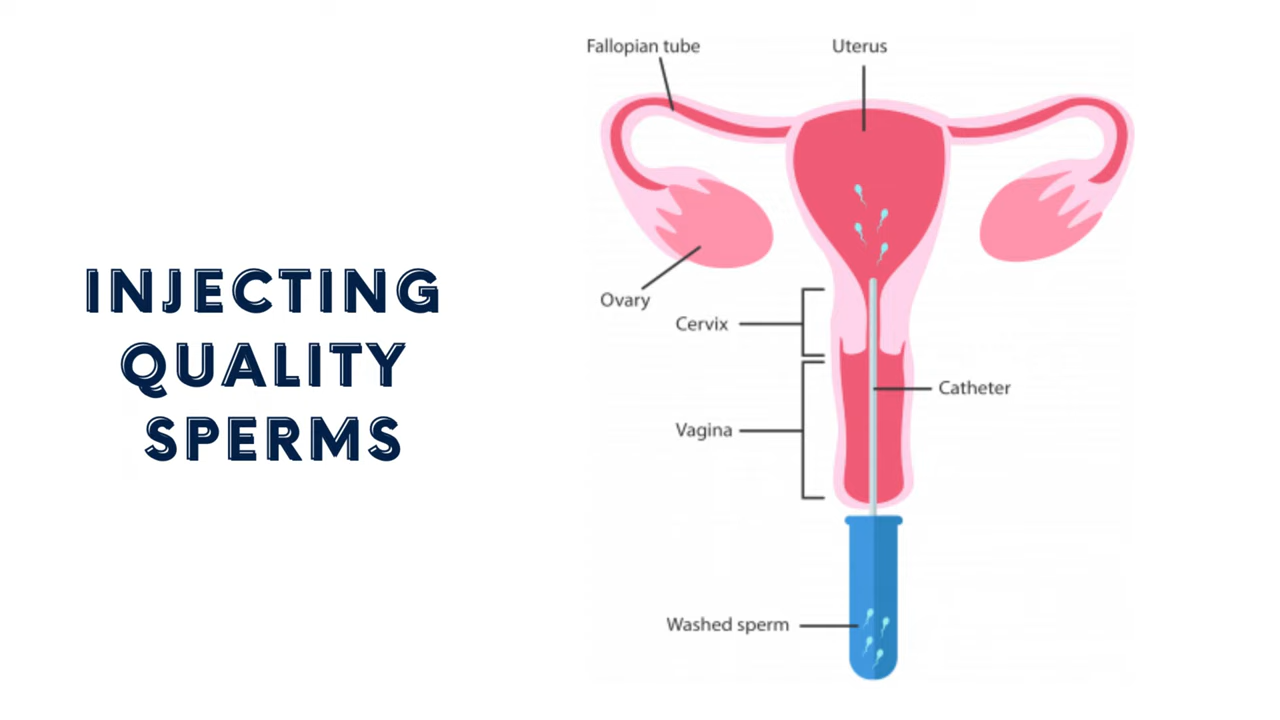 INJECTING
QUALITY
SPERMS
Fallopian tube
Uterus
Ovary
Cervix
Catheter
Vagina
Washed sperm